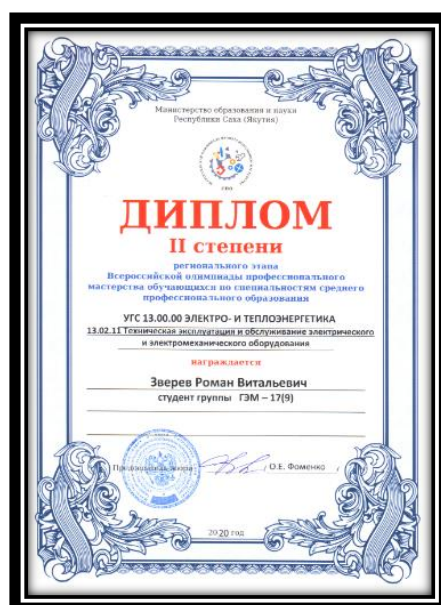 Министерство образования и науки
Республики Саха (Якутия)
ДИПЛОМ
II степени
регионального этапа
Всероссийской олимпиады профессионального
мастерства обучающихся по специальностям среднего
профессионального образования
УГС 13.00.00 ЭЛЕКТРО- И ТЕПЛОЭНЕРГЕТИКА
13.02.11 Техническая эксплуатация и обслуживание электрического
и электромеханического оборудования
награждается
Зверев Роман Витальевич
студент группы ГЭМ – 17(9)
Председатель жюри / О.Е. Фоменко /
2020 год